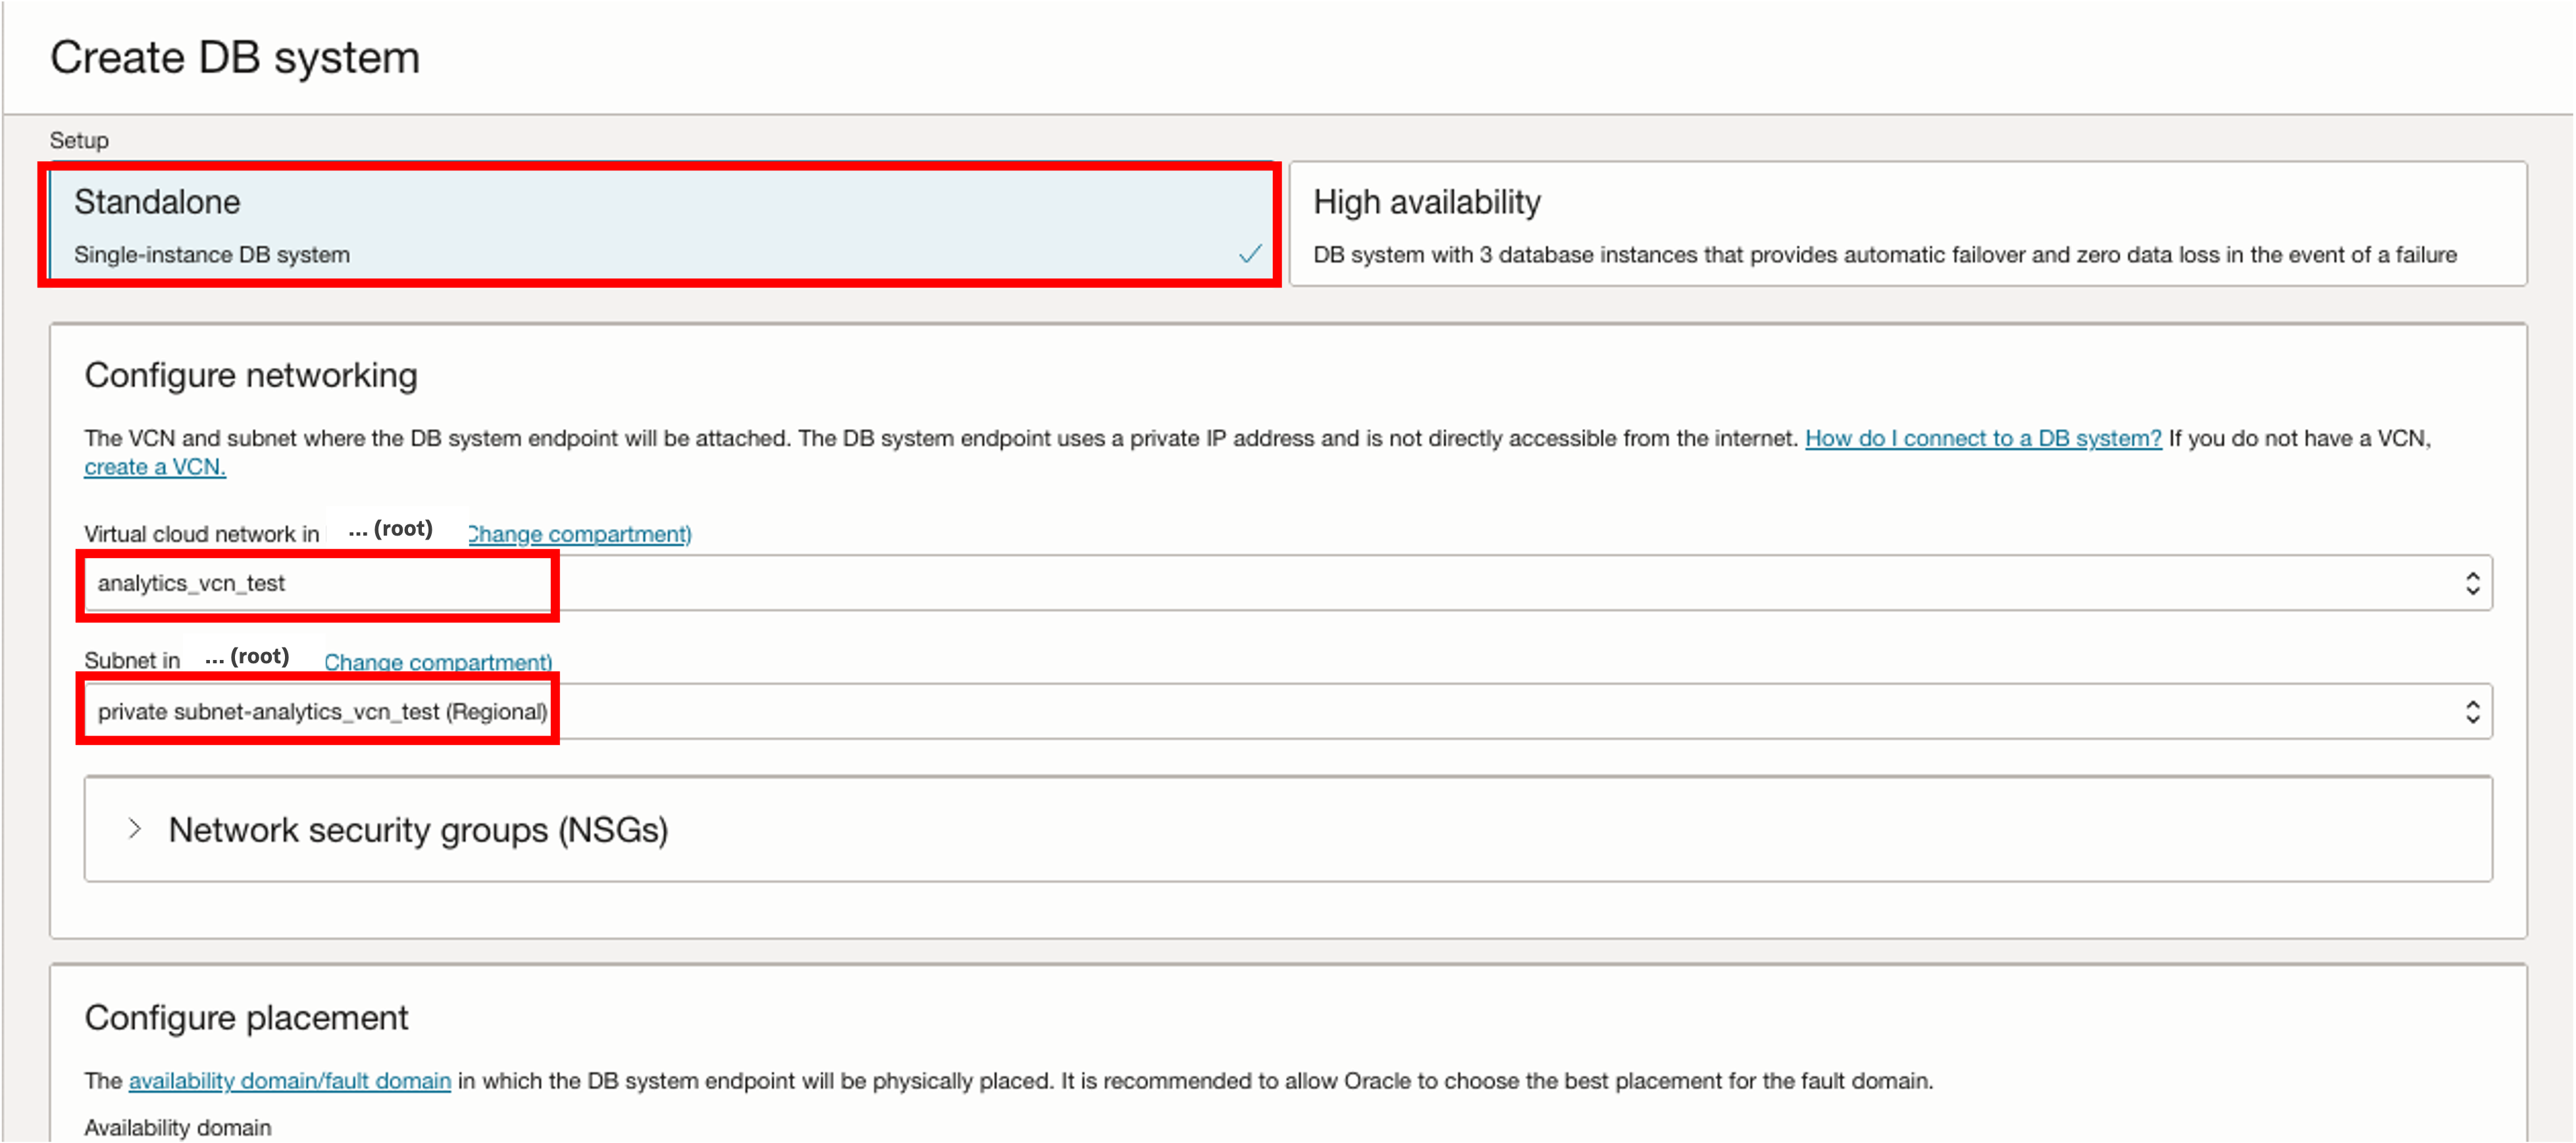 Create DB system
Setup
Standalone
Single-instance DB system
High availability
DB system with 3 database instances that provides automatic failover and zero data loss in the event of a failure
Configure networking
The VCN and subnet where the DB system endpoint will be attached. The DB system endpoint uses a private IP address and is not directly accessible from the internet. How do I connect to a DB system? If you do not have a VCN,
create a VCN.
Virtual cloud network in ... (root) Change compartment)
analytics_vcn_test
Subnet in ... (root) Change compartment)
private subnet-analytics_vcn_test (Regional)
Network security groups (NSGs)
Configure placement
The availability domain/fault domain in which the DB system endpoint will be physically placed. It is recommended to allow Oracle to choose the best placement for the fault domain.
Availability domain